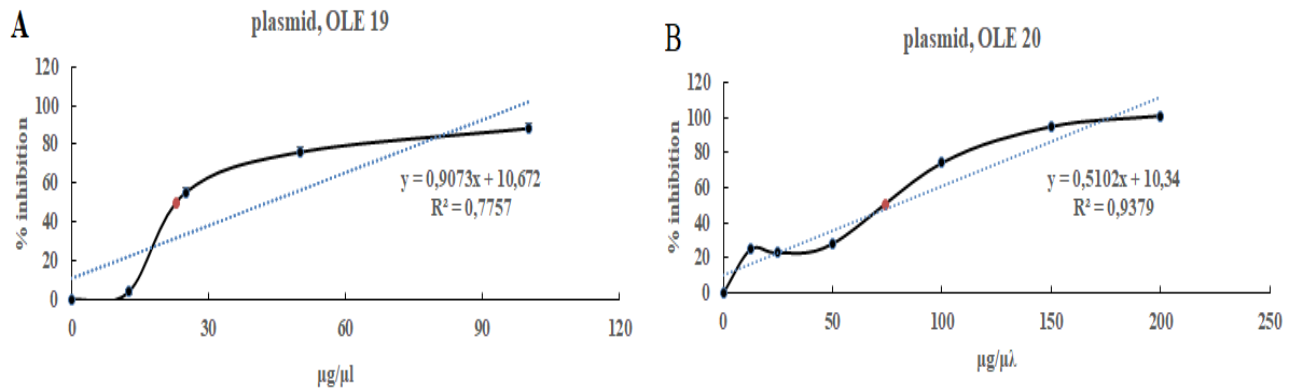 A
plasmid, OLE 19
% inhibition
120
100
80
60
40
20
0
y = 0,9073x + 10,672
R² = 0,7757
0 30 60 90 120
µg/µl
B
plasmid, OLE 20
% inhibition
120
100
80
60
40
20
0
y = 0,5102x + 10,34
R² = 0,9379
0 50 100 150 200 250
µg/µλ